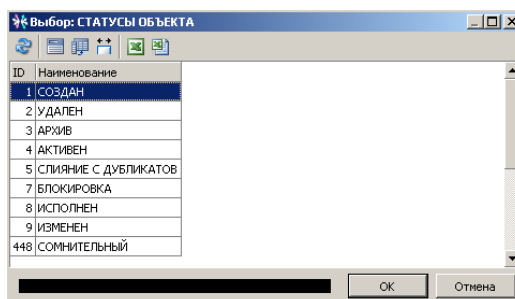 Выбор: СТАТУСЫ ОБЪЕКТА
ID Наименование
1 СОЗДАН
2 УДАЛЕН
3 АРХИВ
4 АКТИВЕН
5 СЛИЯНИЕ С ДУБЛИКАТОВ
7 БЛОКИРОВКА
8 ИСПОЛНЕН
9 ИЗМЕНЕН
448 СОМНИТЕЛЬНЫЙ
OK Отмена